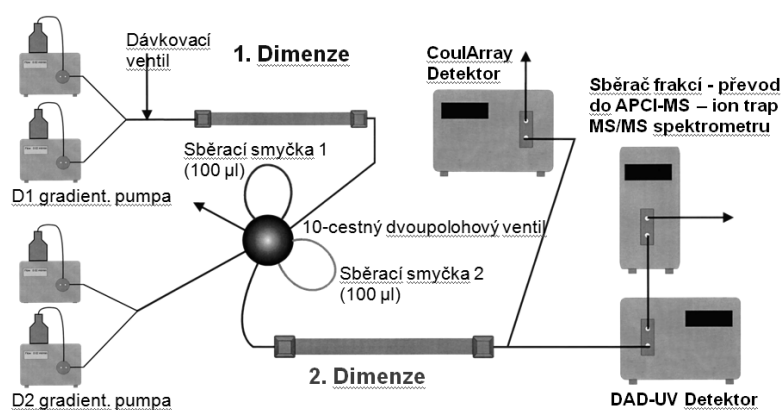 Dávkovací
ventil
1. Dimenze
CoulArray
Detektor
Sběrač frakcí - převod
do APCI-MS – ion trap
MS/MS spektrometru
Sběrací smyčka 1
(100 µl)
D1 gradient. pumpa
10-cestný dvoupolohový ventil
Sběrací smyčka 2
(100 µl)
2. Dimenze
D2 gradient. pumpa
DAD-UV Detektor